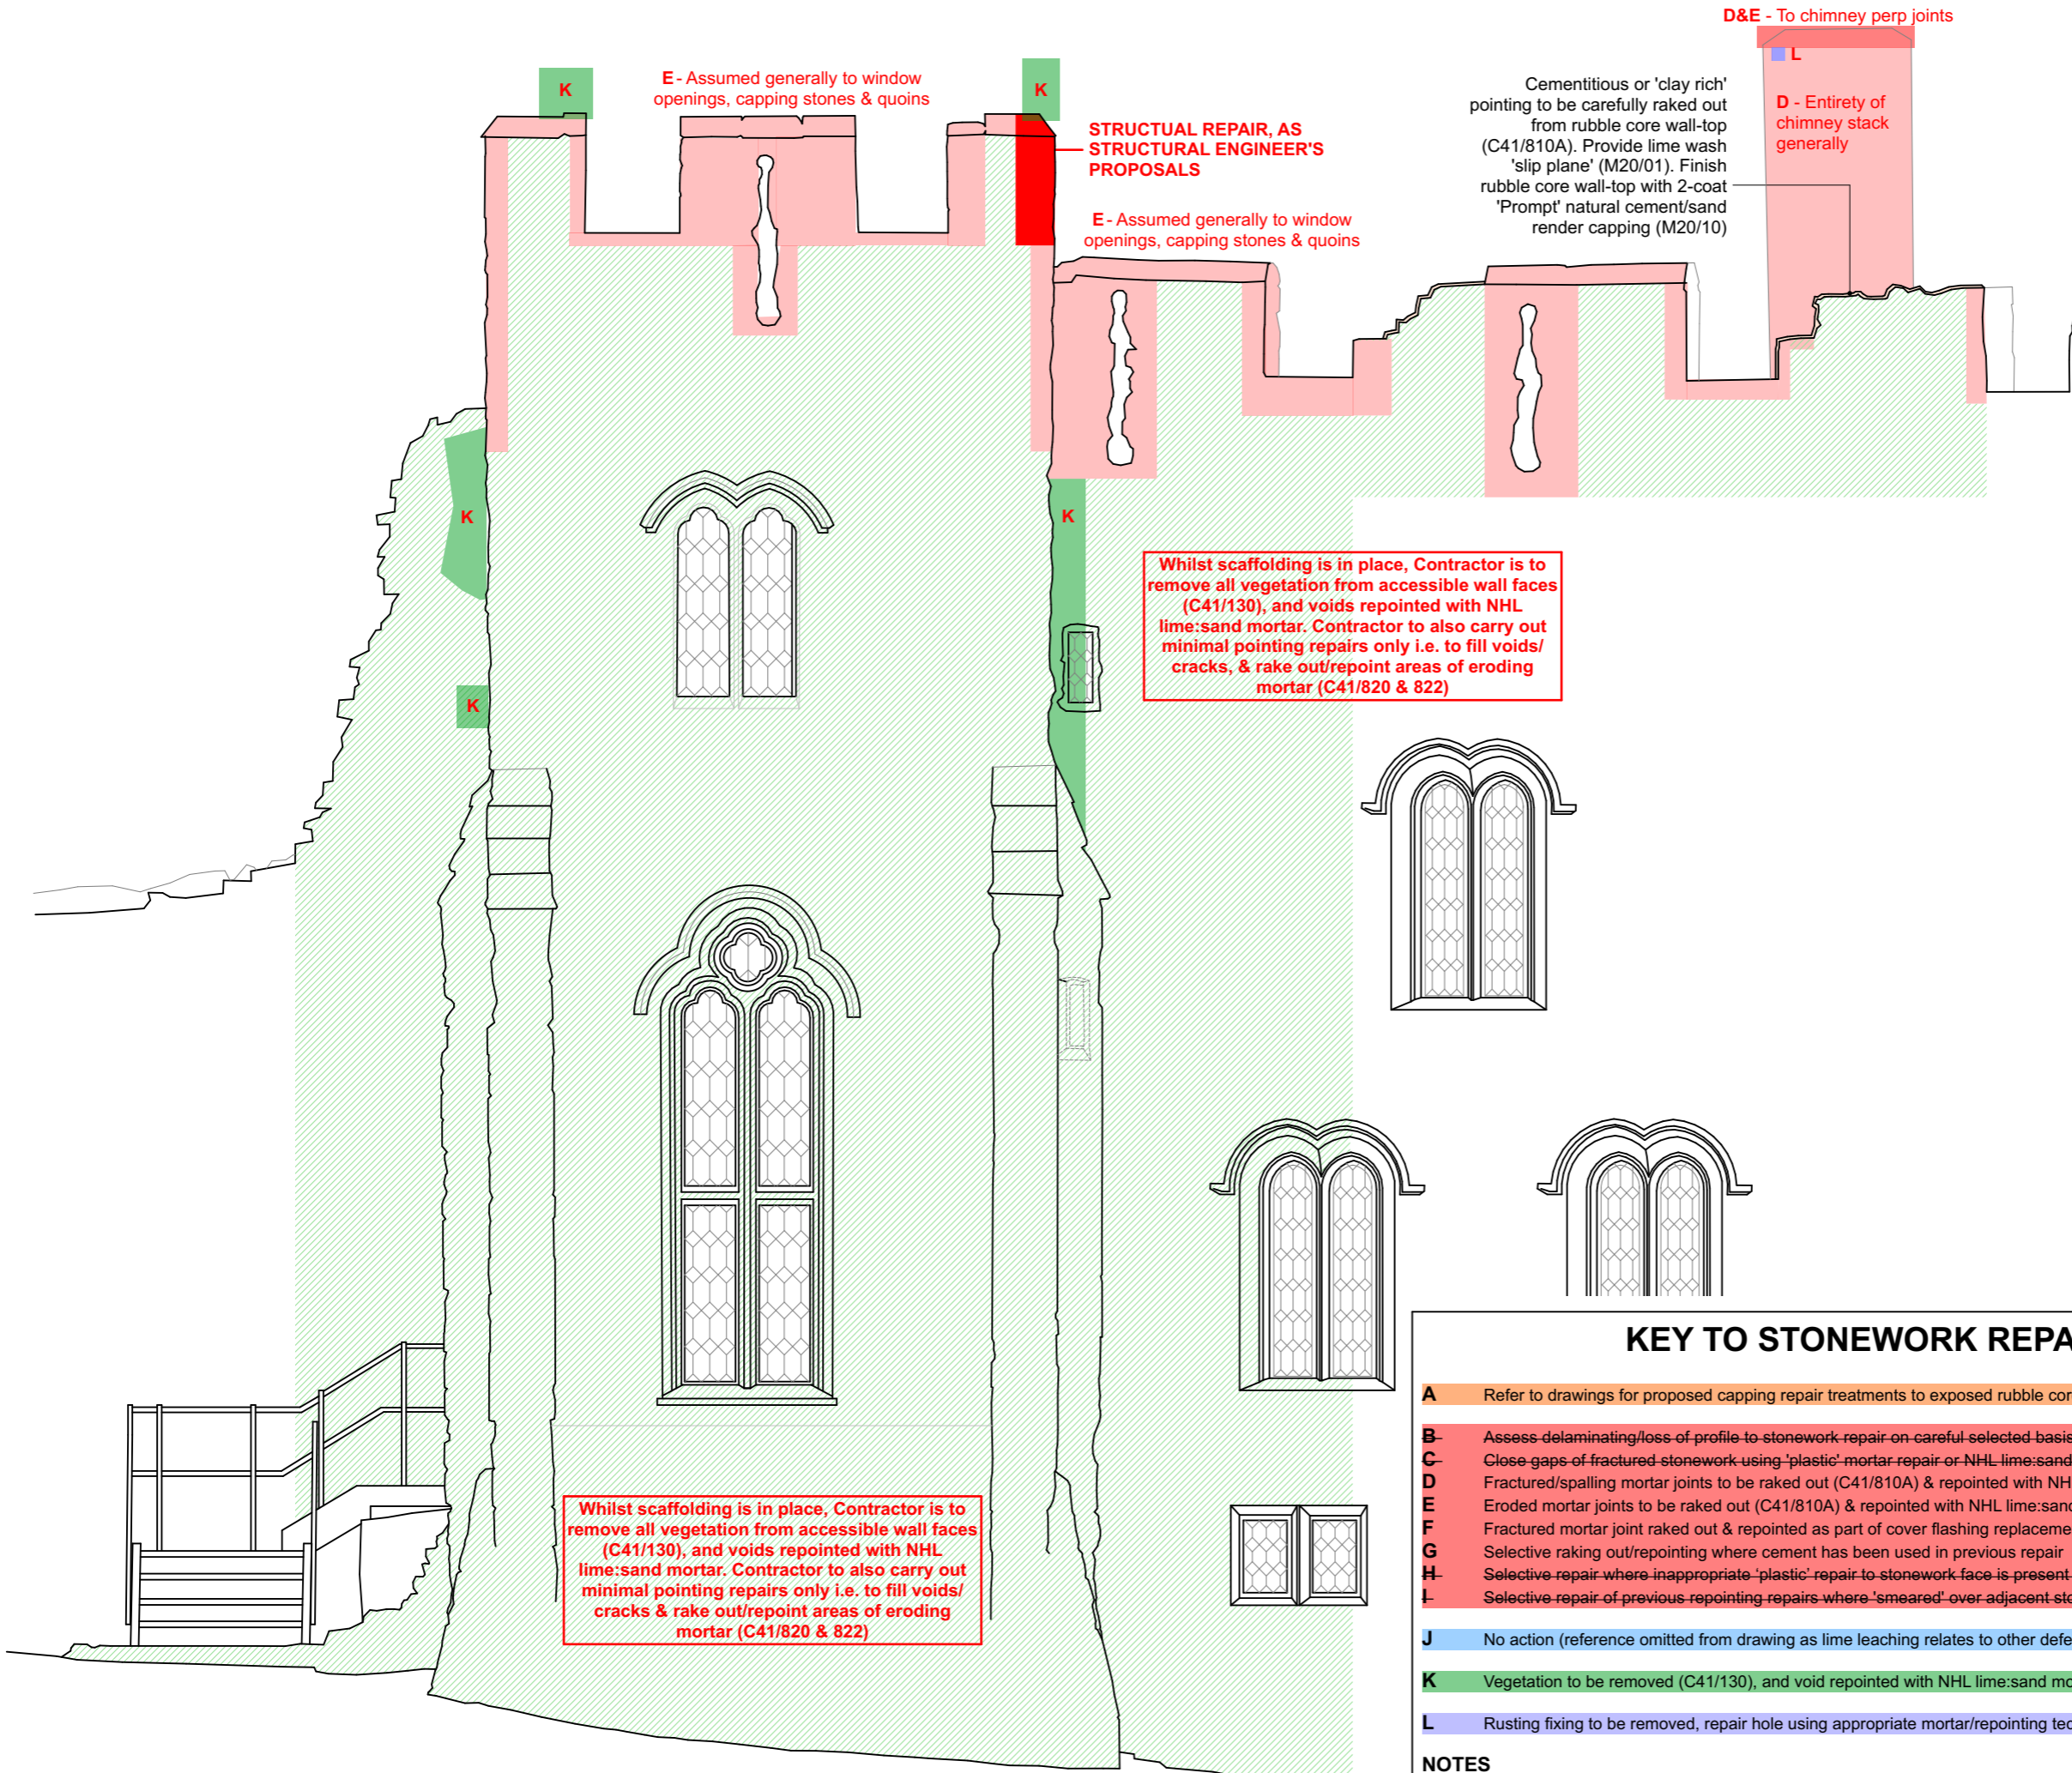 D&E - To chimney perp joints
L
K
E - Assumed generally to window
openings, capping stones & quoins
K
STRUCTUAL REPAIR, AS
STRUCTURAL ENGINEER'S
PROPOSALS
Cementitious or 'clay rich'
pointing to be carefully raked out
from rubble core wall-top
(C41/810A). Provide lime wash
'slip plane' (M20/01). Finish
rubble core wall-top with 2-coat
'Prompt' natural cement/sand
render capping (M20/10)
D - Entirety of
chimney stack
generally
E - Assumed generally to window
openings, capping stones & quoins
K
K
Whilst scaffolding is in place, Contractor is to
remove all vegetation from accessible wall faces
(C41/130), and voids repointed with NHL
lime:sand mortar. Contractor to also carry out
minimal pointing repairs only i.e. to fill voids/
cracks, & rake out/repoint areas of eroding
mortar (C41/820 & 822)
K
Whilst scaffolding is in place, Contractor is to
remove all vegetation from accessible wall faces
(C41/130), and voids repointed with NHL
lime:sand mortar. Contractor to also carry out
minimal pointing repairs only i.e. to fill voids/
cracks & rake out/repoint areas of eroding
mortar (C41/820 & 822)
KEY TO STONEWORK REPA
A Refer to drawings for proposed capping repair treatments to exposed rubble cor
B Assess delaminating/loss of profile to stonework repair on careful selected basis
C Close gaps of fractured stonework using 'plastic' mortar repair or NHL lime:sand
D Fractured/spalling mortar joints to be raked out (C41/810A) & repointed with NH
E Eroded mortar joints to be raked out (C41/810A) & repointed with NHL lime:sand
F Fractured mortar joint raked out & repointed as part of cover flashing replaceme
G Selective raking out/repointing where cement has been used in previous repair
H Selective repair where inappropriate 'plastic' repair to stonework face is present
I Selective repair of previous repointing repairs where 'smeared' over adjacent sto
J No action (reference omitted from drawing as lime leaching relates to other defe
K Vegetation to be removed (C41/130), and void repointed with NHL lime:sand mo
L Rusting fixing to be removed, repair hole using appropriate mortar/repointing tec
NOTES